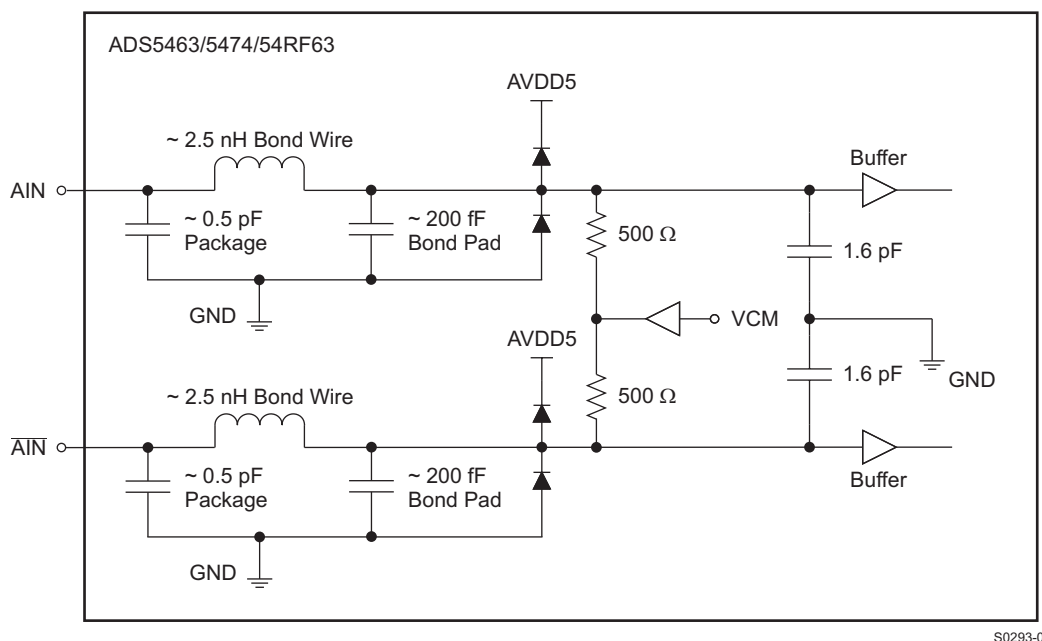 ADS5463/5474/54RF63
AVDD5
~ 2.5 nH Bond Wire
Buffer
AIN
~ 0.5 pF
Package
~ 200 fF
Bond Pad
500 Ω
1.6 pF
GND
VCM
AVDD5
GND
1.6 pF
~ 2.5 nH Bond Wire
500 Ω
AIN
~ 0.5 pF
Package
~ 200 fF
Bond Pad
Buffer
GND